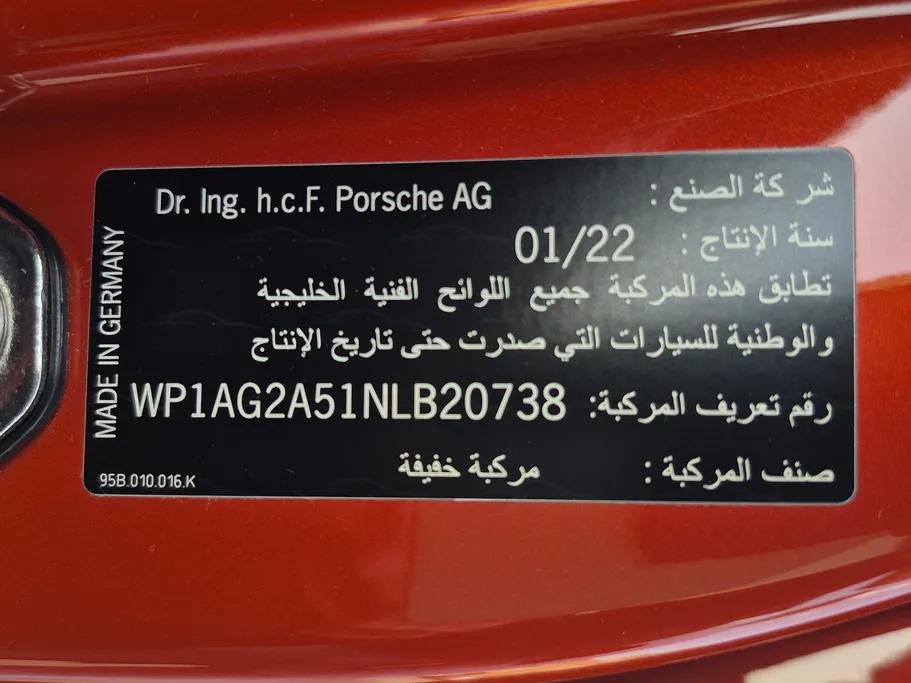 شركة الصنع : Dr. Ing. h.c.F. Porsche AG
سنة الإنتاج : 01/22
تطابق هذه المركبة جميع اللوائح الفنية الخليجية
والوطنية للسيارات التي صدرت حتى تاريخ الإنتاج
رقم تعريف المركبة: WP1AG2A51NLB20738
صنف المركبة : مركبة خفيفة
MADE IN GERMANY
95B.010.016.K